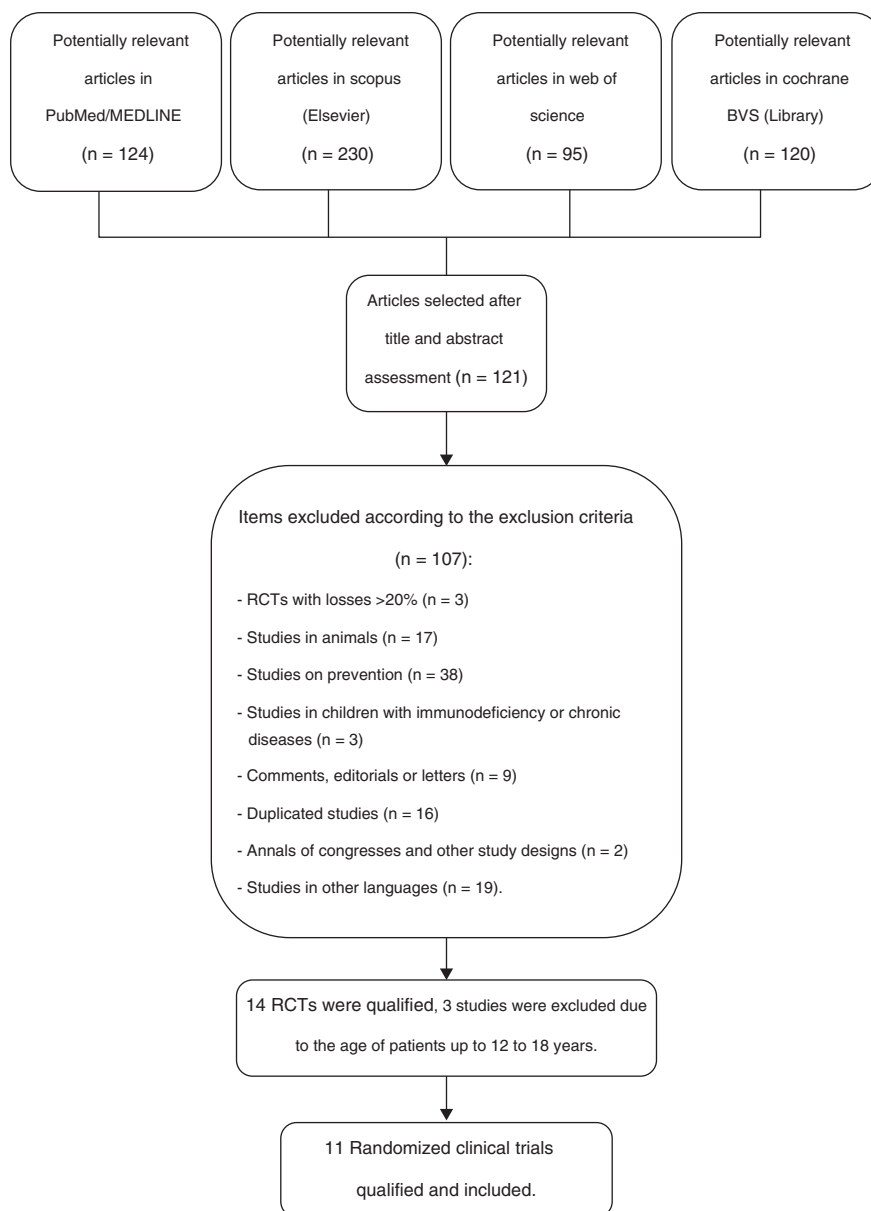 Potentially relevant
articles in
PubMed/MEDLINE
(n = 124)
Potentially relevant
articles in scopus
(Elsevier)
(n = 230)
Potentially relevant
articles in web of
science
(n = 95)
Potentially relevant
articles in cochrane
BVS (Library)
(n = 120)
Articles selected after
title and abstract
assessment (n = 121)
Items excluded according to the exclusion criteria
(n = 107):
- RCTs with losses >20% (n = 3)
- Studies in animals (n = 17)
- Studies on prevention (n = 38)
- Studies in children with immunodeficiency or chronic
diseases (n = 3)
- Comments, editorials or letters (n = 9)
- Duplicated studies (n = 16)
- Annals of congresses and other study designs (n = 2)
- Studies in other languages (n = 19).
14 RCTs were qualified, 3 studies were excluded due
to the age of patients up to 12 to 18 years.
11 Randomized clinical trials
qualified and included.